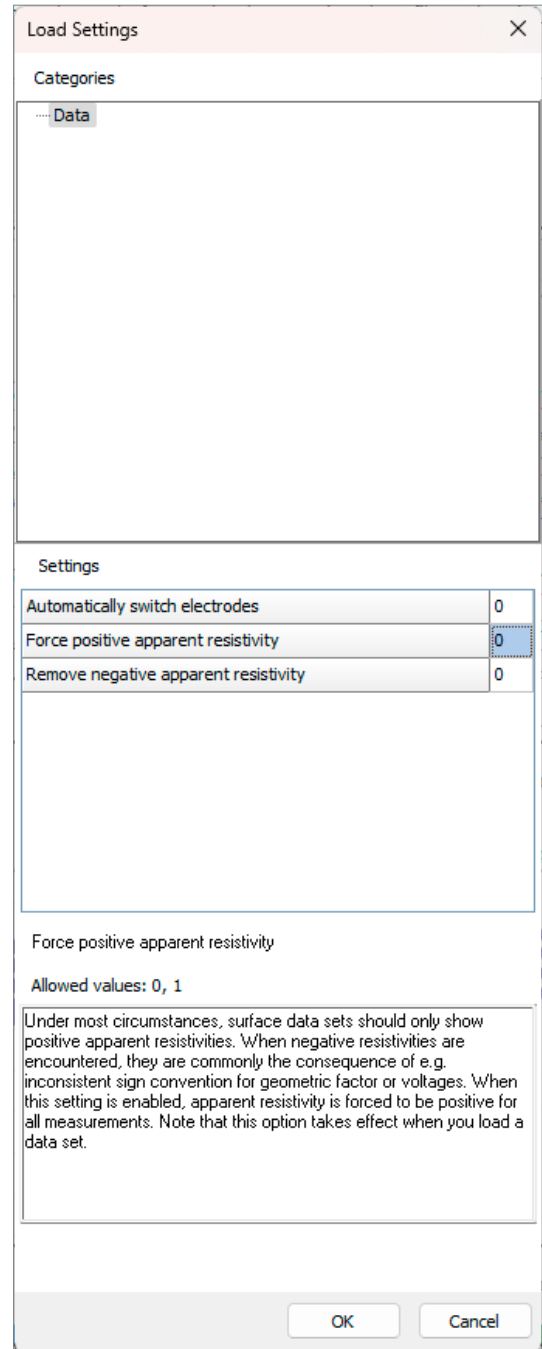 Load Settings
Categories
Data
Settings
Automatically switch electrodes 0
Force positive apparent resistivity 0
Remove negative apparent resistivity 0
Force positive apparent resistivity
Allowed values: 0, 1
Under most circumstances, surface data sets should only show
positive apparent resistivities. When negative resistivities are
encountered, they are commonly the consequence of e.g.
inconsistent sign convention for geometric factor or voltages. When
this setting is enabled, apparent resistivity is forced to be positive for
all measurements. Note that this option takes effect when you load a
data set.
OK Cancel